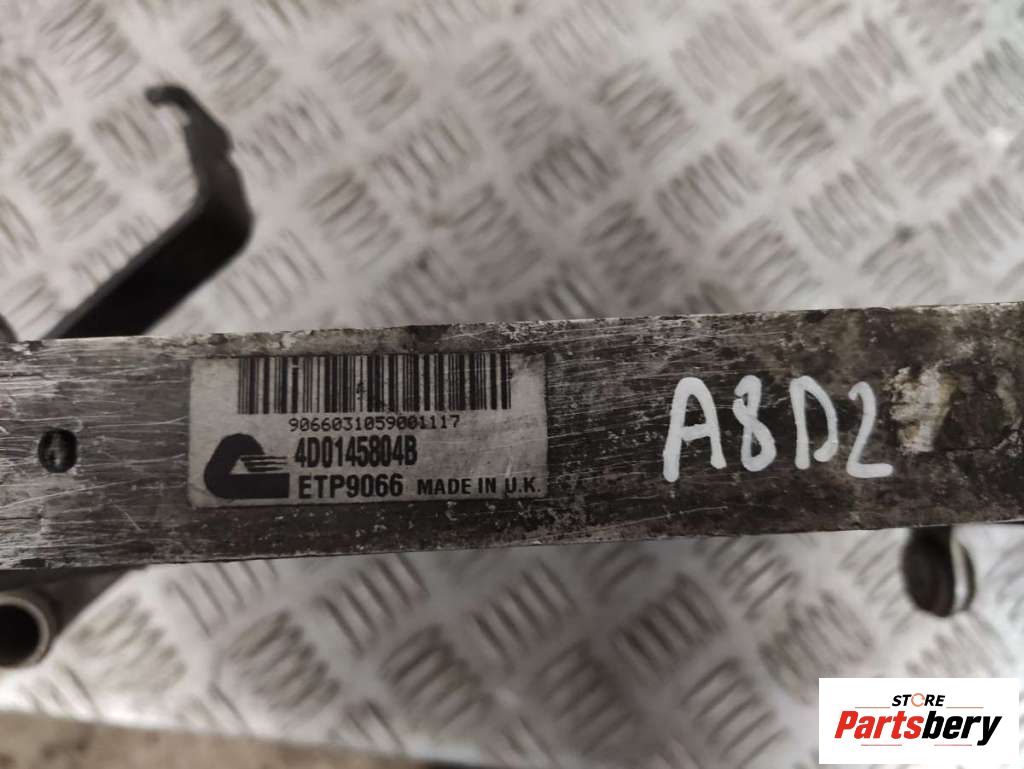 9066031059001117
4D0145804B
ETP9066 MADE IN U.K.
A8D2
STORE
Partsbery